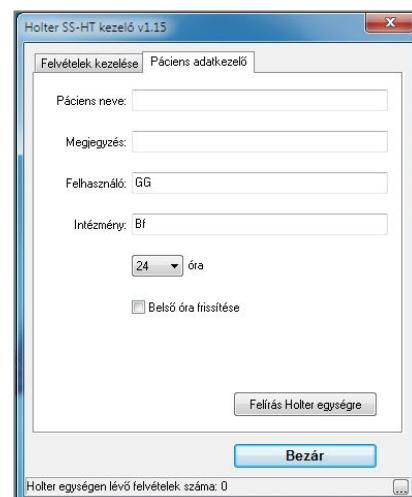 Holter SS-HT kezelő v1.15
Felvételek kezelése Páciens adatkezelő
Páciens neve:
Megjegyzés:
Felhasználó: GG
Intézmény: Bf
24 óra
Belső óra frissítése
Felírás Holter egységre
Bezár
Holter egységen lévő felvételek száma: 0 ...